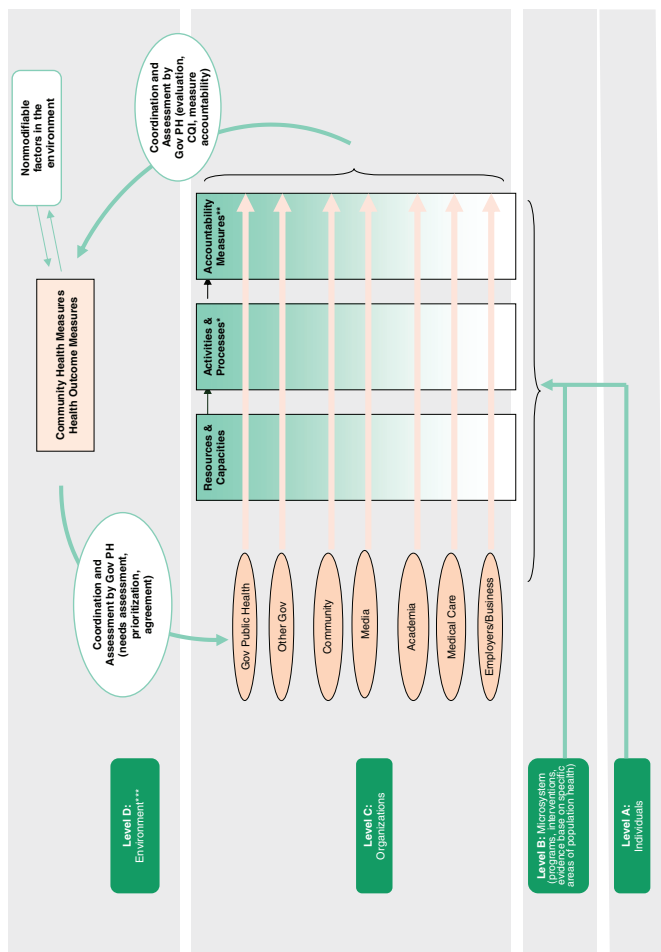 Level D:
Environment***
Coordination and
Assessment by Gov PH
(needs assessment,
prioritization,
agreement)
Community Health Measures
Health Outcome Measures
Nonmodifiable
factors in the
environment
Coordination and
Assessment by
Gov PH (evaluation,
CQI, measure
accountability)
Level C:
Organizations
Gov Public Health
Other Gov
Community
Media
Academia
Medical Care
Employers/Business
Resources &
Capacities
Activities &
Processes*
Accountability
Measures**
Level B: Microsystem
(programs, interventions,
evidence base on specific
areas of population health)
Level A:
Individuals